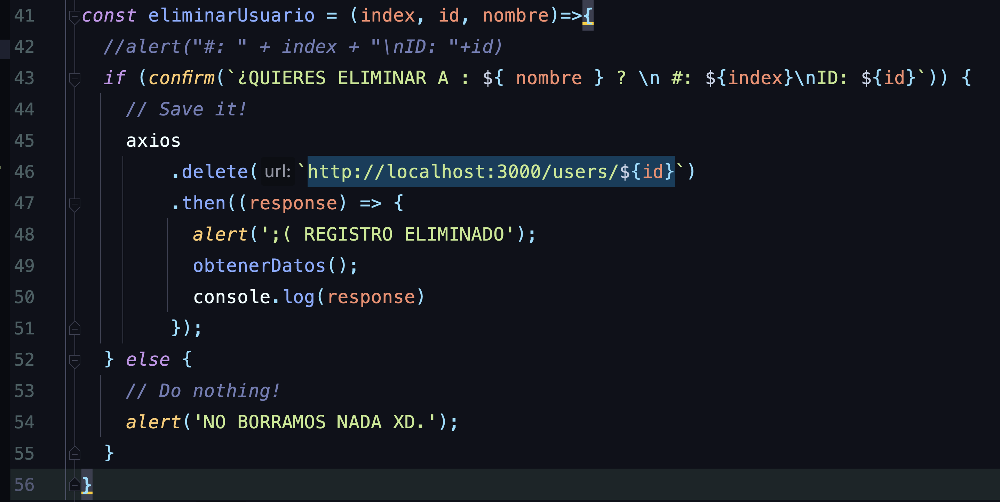 41 const eliminarUsuario = (index, id, nombre)=>{
42 //alert("#: " + index + "\nID: "+id)
43 if (confirm(`¿QUIERES ELIMINAR A : ${ nombre } ? \n #: ${index}\nID: ${id}`)) {
44 // Save it!
45 axios
46 .delete( url: `http://localhost:3000/users/${id}`)
47 .then((response) => {
48 alert(';( REGISTRO ELIMINADO');
49 obtenerDatos();
50 console.log(response)
51 });
52 } else {
53 // Do nothing!
54 alert('NO BORRAMOS NADA XD.');
55 }
56 }